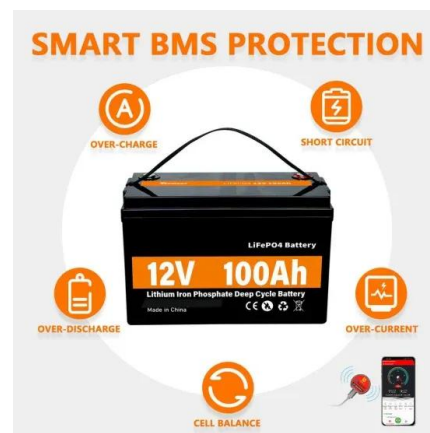 SMART BMS PROTECTION
A
OVER-CHARGE
SHORT CIRCUIT
LiFePO4 Battery
12V 100Ah
Lithium Iron Phosphate Deep Cycle Battery
Made in China
CE
OVER-DISCHARGE
OVER-CURRENT
CELL BALANCE